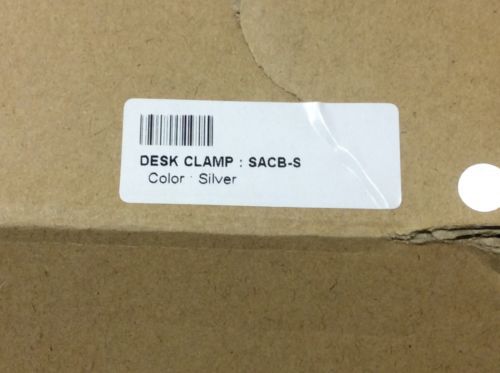 DESK CLAMP : SACB-S
Color : Silver